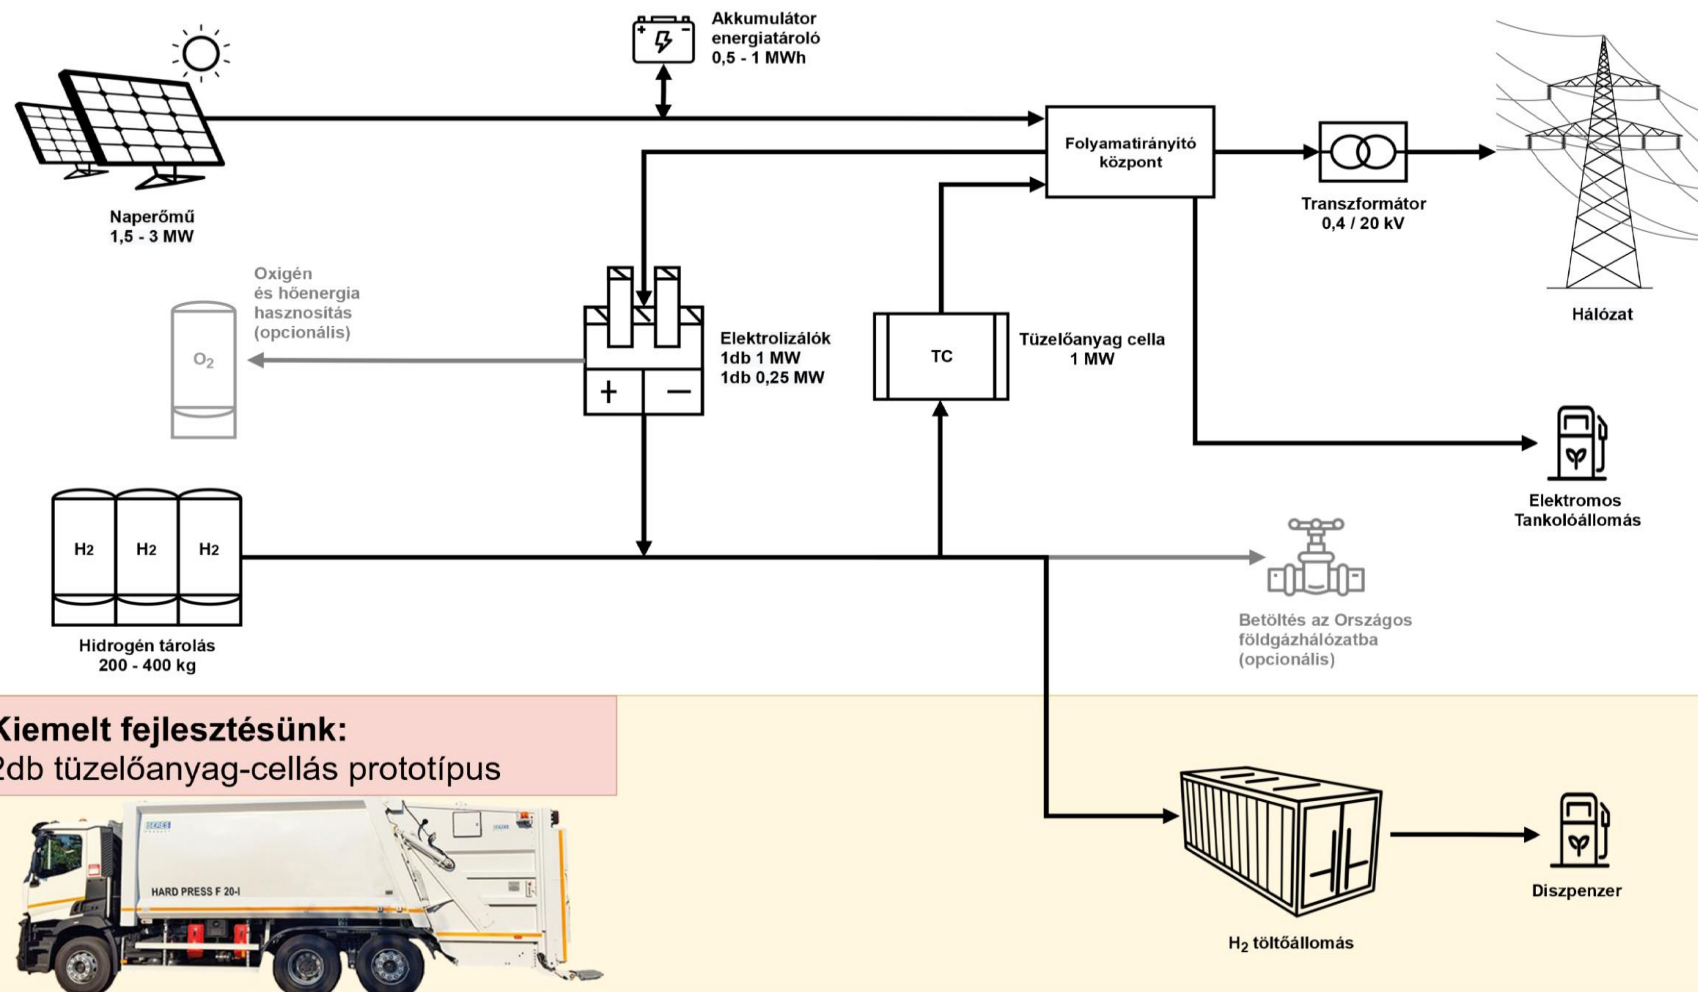 Akkumulátor
energiatároló
0,5 - 1 MWh
Naperőmű
1,5 - 3 MW
Folyamatirányító
központ
Transzformátor
0,4 / 20 kV
Hálózat
Oxigén
és hőenergia
hasznosítás
(opcionális)
O₂
Elektrolizálók
1db 1 MW
1db 0,25 MW
+ −
TC
Tüzelőanyag cella
1 MW
Elektromos
Tankolóállomás
H2 H2 H2
Hidrogén tárolás
200 - 400 kg
Betöltés az Országos
földgázhálózatba
(opcionális)
Kiemelt fejlesztésünk:
2db tüzelőanyag-cellás prototípus
HARD PRESS F 20-I
H₂ töltőállomás
Diszpenzer